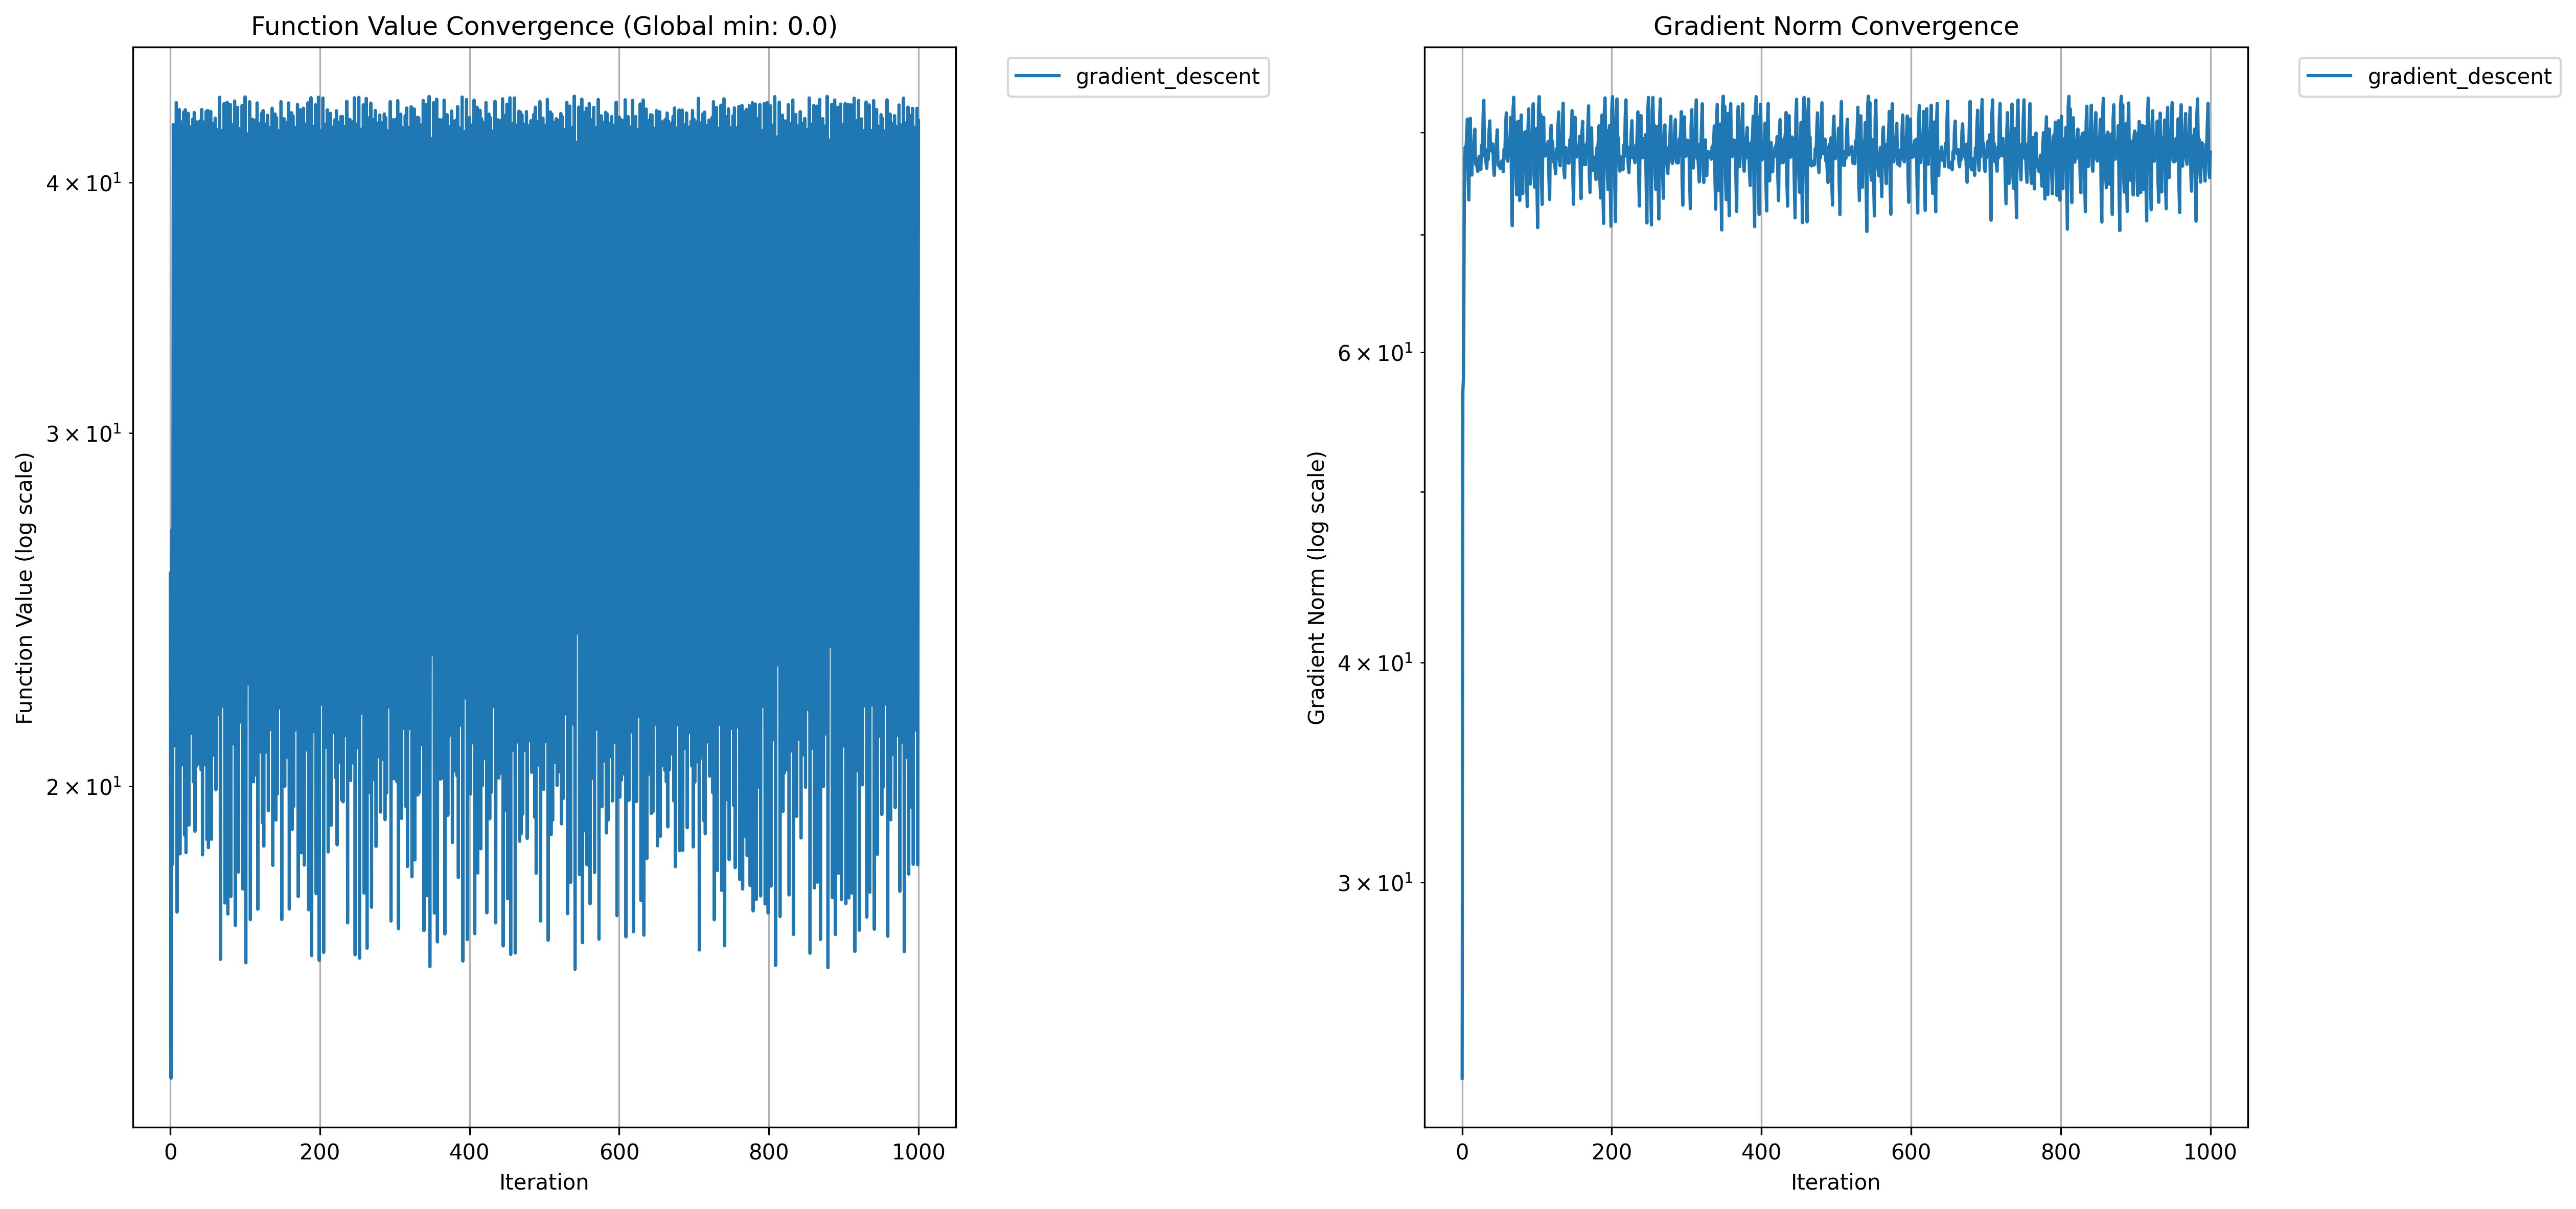 Function Value Convergence (Global min: 0.0)
gradient_descent
4 × 10¹
3 × 10¹
2 × 10¹
Function Value (log scale)
0 200 400 600 800 1000
Iteration
Gradient Norm Convergence
gradient_descent
6 × 10¹
4 × 10¹
3 × 10¹
Gradient Norm (log scale)
0 200 400 600 800 1000
Iteration